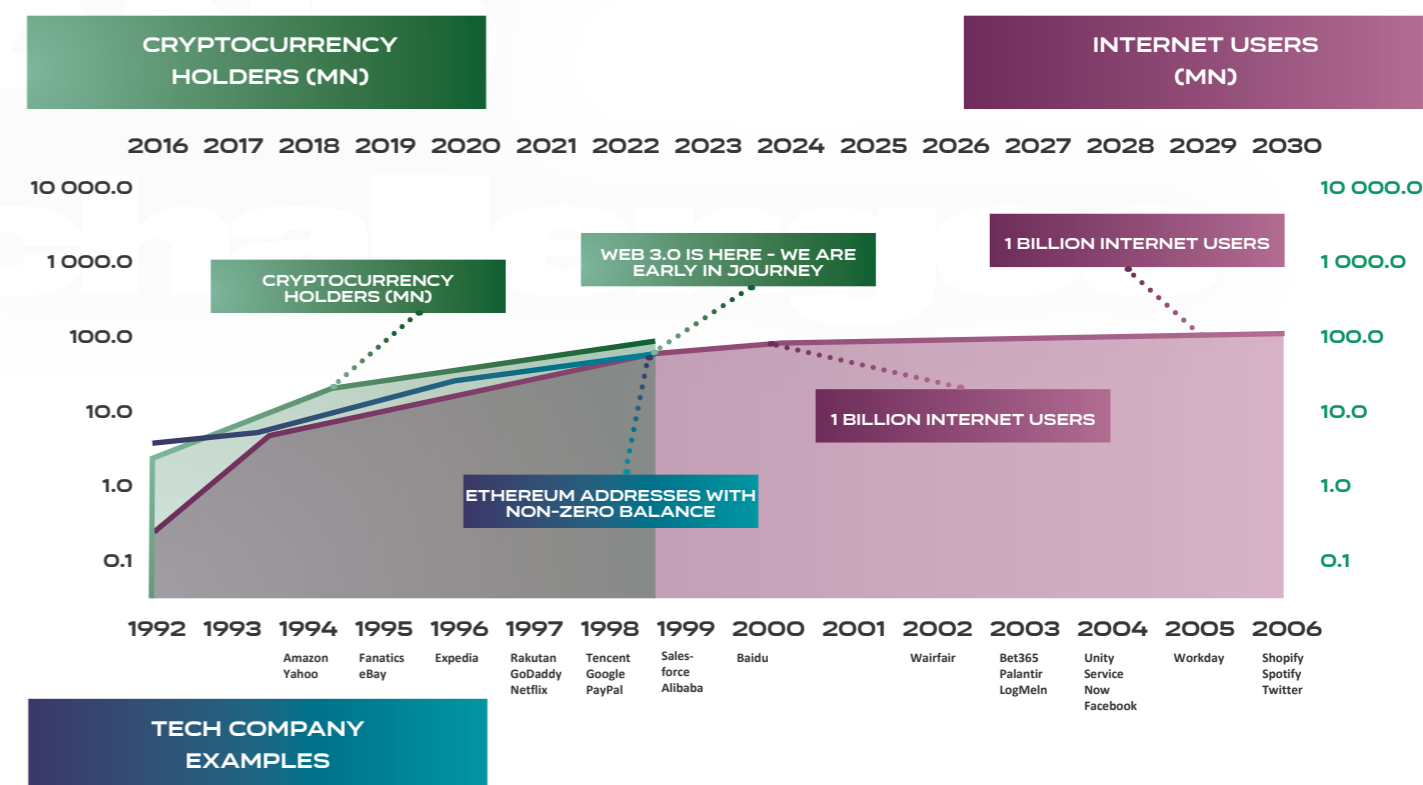 CRYPTOCURRENCY
HOLDERS (MN)
INTERNET USERS
(MN)
2016 2017 2018 2019 2020 2021 2022 2023 2024 2025 2026 2027 2028 2029 2030
10 000.0
1 000.0
100.0
10.0
1.0
0.1
10 000.0
1 000.0
100.0
10.0
1.0
0.1
challenges
CRYPTOCURRENCY
HOLDERS (MN)
WEB 3.0 IS HERE - WE ARE
EARLY IN JOURNEY
1 BILLION INTERNET USERS
1 BILLION INTERNET USERS
ETHEREUM ADDRESSES WITH
NON-ZERO BALANCE
1992 1993 1994 1995 1996 1997 1998 1999 2000 2001 2002 2003 2004 2005 2006
Amazon
Yahoo
Fanatics
eBay
Expedia
Rakutan
GoDaddy
Netflix
Tencent
Google
PayPal
Sales-
force
Alibaba
Baidu
Wairfair
Bet365
Palantir
LogMeln
Unity
Service
Now
Facebook
Workday
Shopify
Spotify
Twitter
TECH COMPANY
EXAMPLES